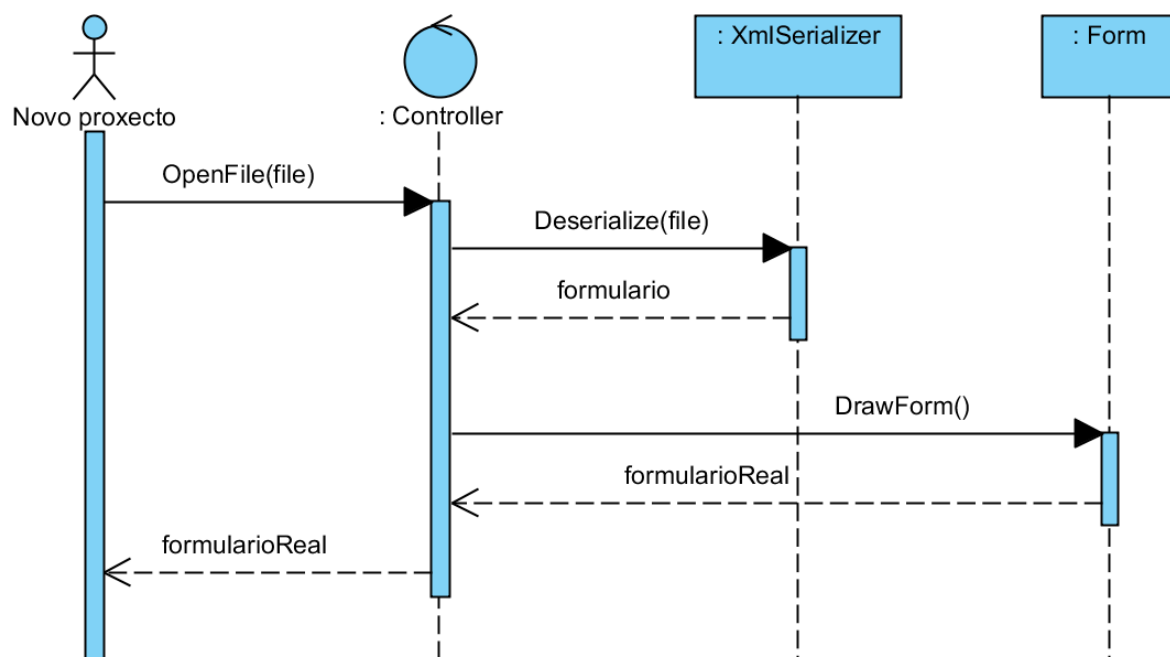 : XmlSerializer
: Form
Novo proxecto
: Controller
OpenFile(file)
Deserialize(file)
formulario
DrawForm()
formularioReal
formularioReal